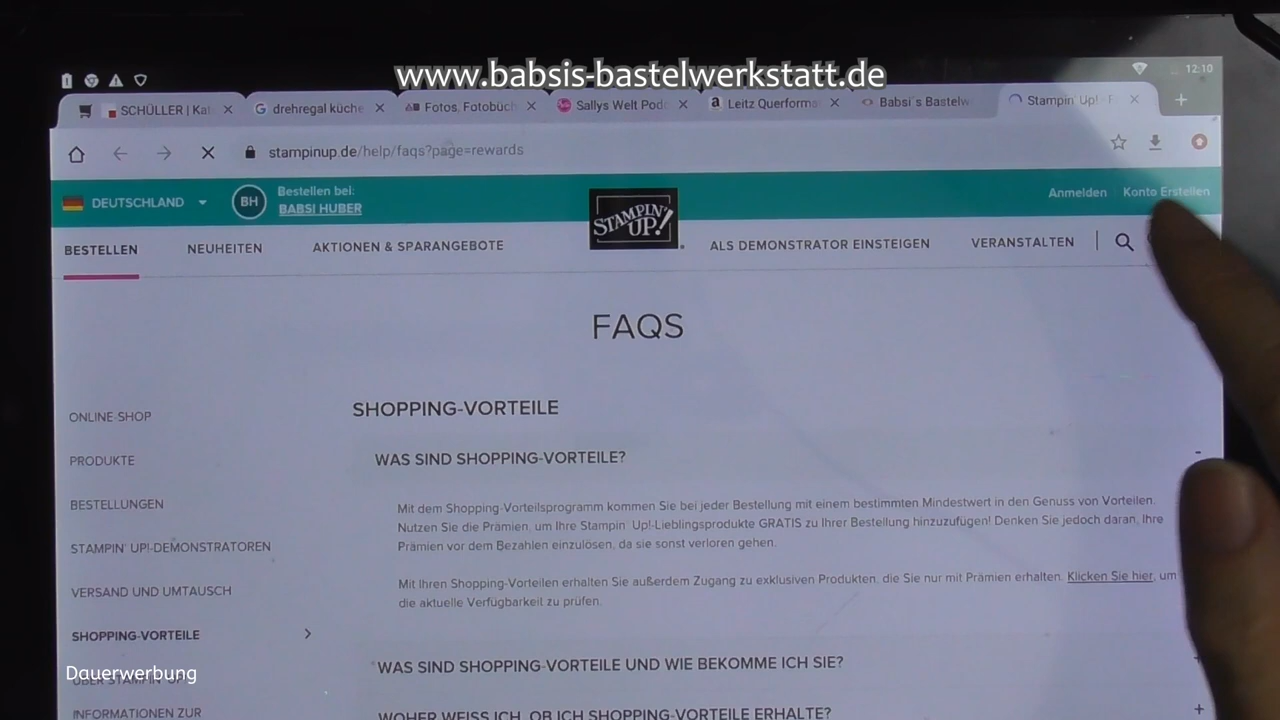 www.babsis-bastelwerkstatt.de
12:10
SCHÜLLER | Kat
drehregal küche
Fotos, Fotobüch
Sallys Welt Pod
Leitz Querforma
Babsi´s Bastelw
Stampin' Up! - F
stampinup.de/help/faqs?page=rewards
DEUTSCHLAND
BH
Bestellen bei:
BABSI HUBER
STAMPIN' UP!
Anmelden
Konto Erstellen
BESTELLEN
NEUHEITEN
AKTIONEN & SPARANGEBOTE
ALS DEMONSTRATOR EINSTEIGEN
VERANSTALTEN
FAQS
ONLINE-SHOP
PRODUKTE
BESTELLUNGEN
STAMPIN' UP!-DEMONSTRATOREN
VERSAND UND UMTAUSCH
SHOPPING-VORTEILE
ÜBER STAMPIN' UP!
INFORMATIONEN ZUR
SHOPPING-VORTEILE
WAS SIND SHOPPING-VORTEILE?
Mit dem Shopping-Vorteilsprogramm kommen Sie bei jeder Bestellung mit einem bestimmten Mindestwert in den Genuss von Vorteilen.
Nutzen Sie die Prämien, um Ihre Stampin' Up!-Lieblingsprodukte GRATIS zu Ihrer Bestellung hinzuzufügen! Denken Sie jedoch daran, Ihre
Prämien vor dem Bezahlen einzulösen, da sie sonst verloren gehen.
Mit Ihren Shopping-Vorteilen erhalten Sie außerdem Zugang zu exklusiven Produkten, die Sie nur mit Prämien erhalten. Klicken Sie hier, um
die aktuelle Verfügbarkeit zu prüfen.
WAS SIND SHOPPING-VORTEILE UND WIE BEKOMME ICH SIE?
WOHER WEISS ICH, OB ICH SHOPPING-VORTEILE ERHALTE?
Dauerwerbung